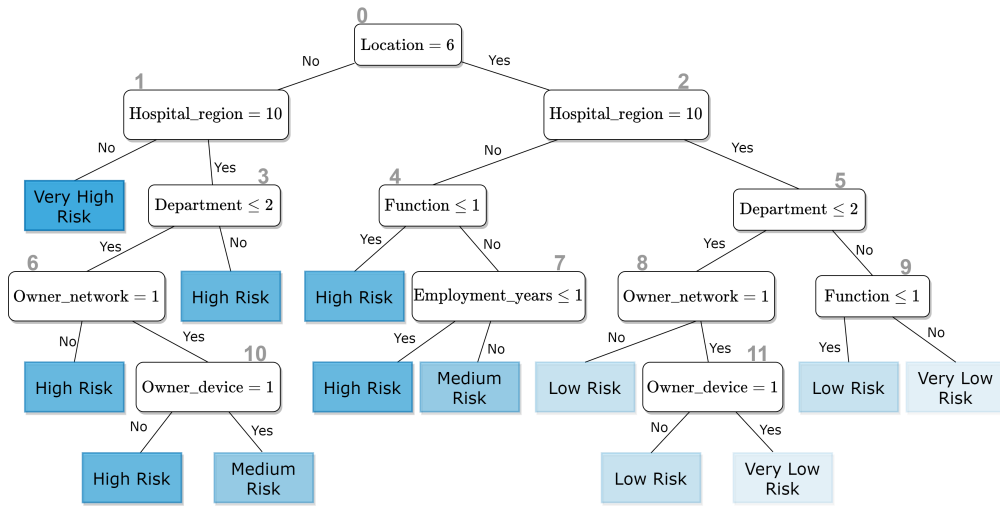 0
Location = 6
No
Yes
1
Hospital_region = 10
2
Hospital_region = 10
No
Yes
No
Yes
Very High
Risk
3
Department ≤ 2
4
Function ≤ 1
5
Department ≤ 2
Yes
No
Yes
No
Yes
No
6
Owner_network = 1
High Risk
High Risk
7
Employment_years ≤ 1
8
Owner_network = 1
9
Function ≤ 1
No
Yes
Yes
No
No
Yes
Yes
No
High Risk
10
Owner_device = 1
High Risk
Medium
Risk
Low Risk
11
Owner_device = 1
Low Risk
Very Low
Risk
No
Yes
No
Yes
High Risk
Medium
Risk
Low Risk
Very Low
Risk